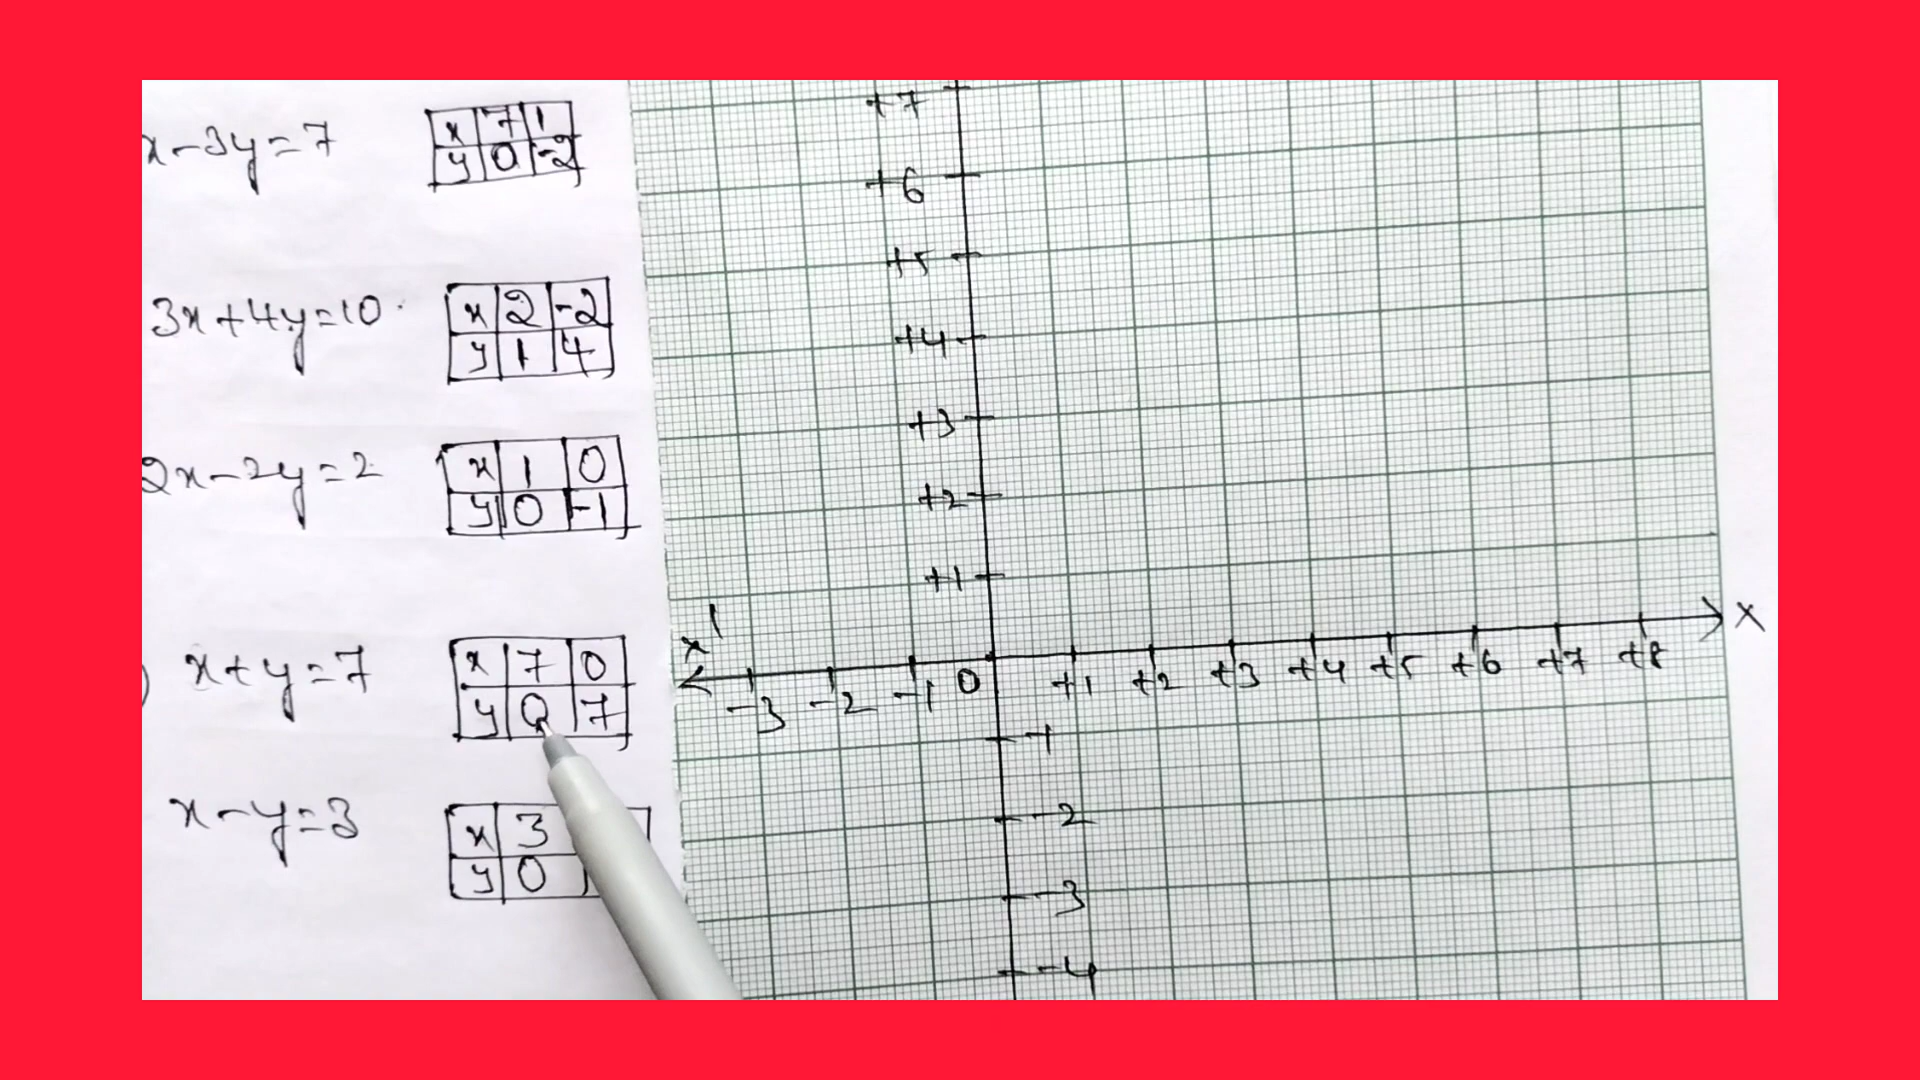 x-3y=7
x 7 1
y 0 -2
3x+4y=10
x 2 -2
y 1 4
2x-2y=2
x 1 0
y 0 -1
) x+y=7
x 7 0
y 0 7
x-y=3
x 3
y 0
+7
+6
+5
+4
+3
+2
+1
x' -3 -2 -1 0 +1 +2 +3 +4 +5 +6 +7 +8 X
-1
-2
-3
-4